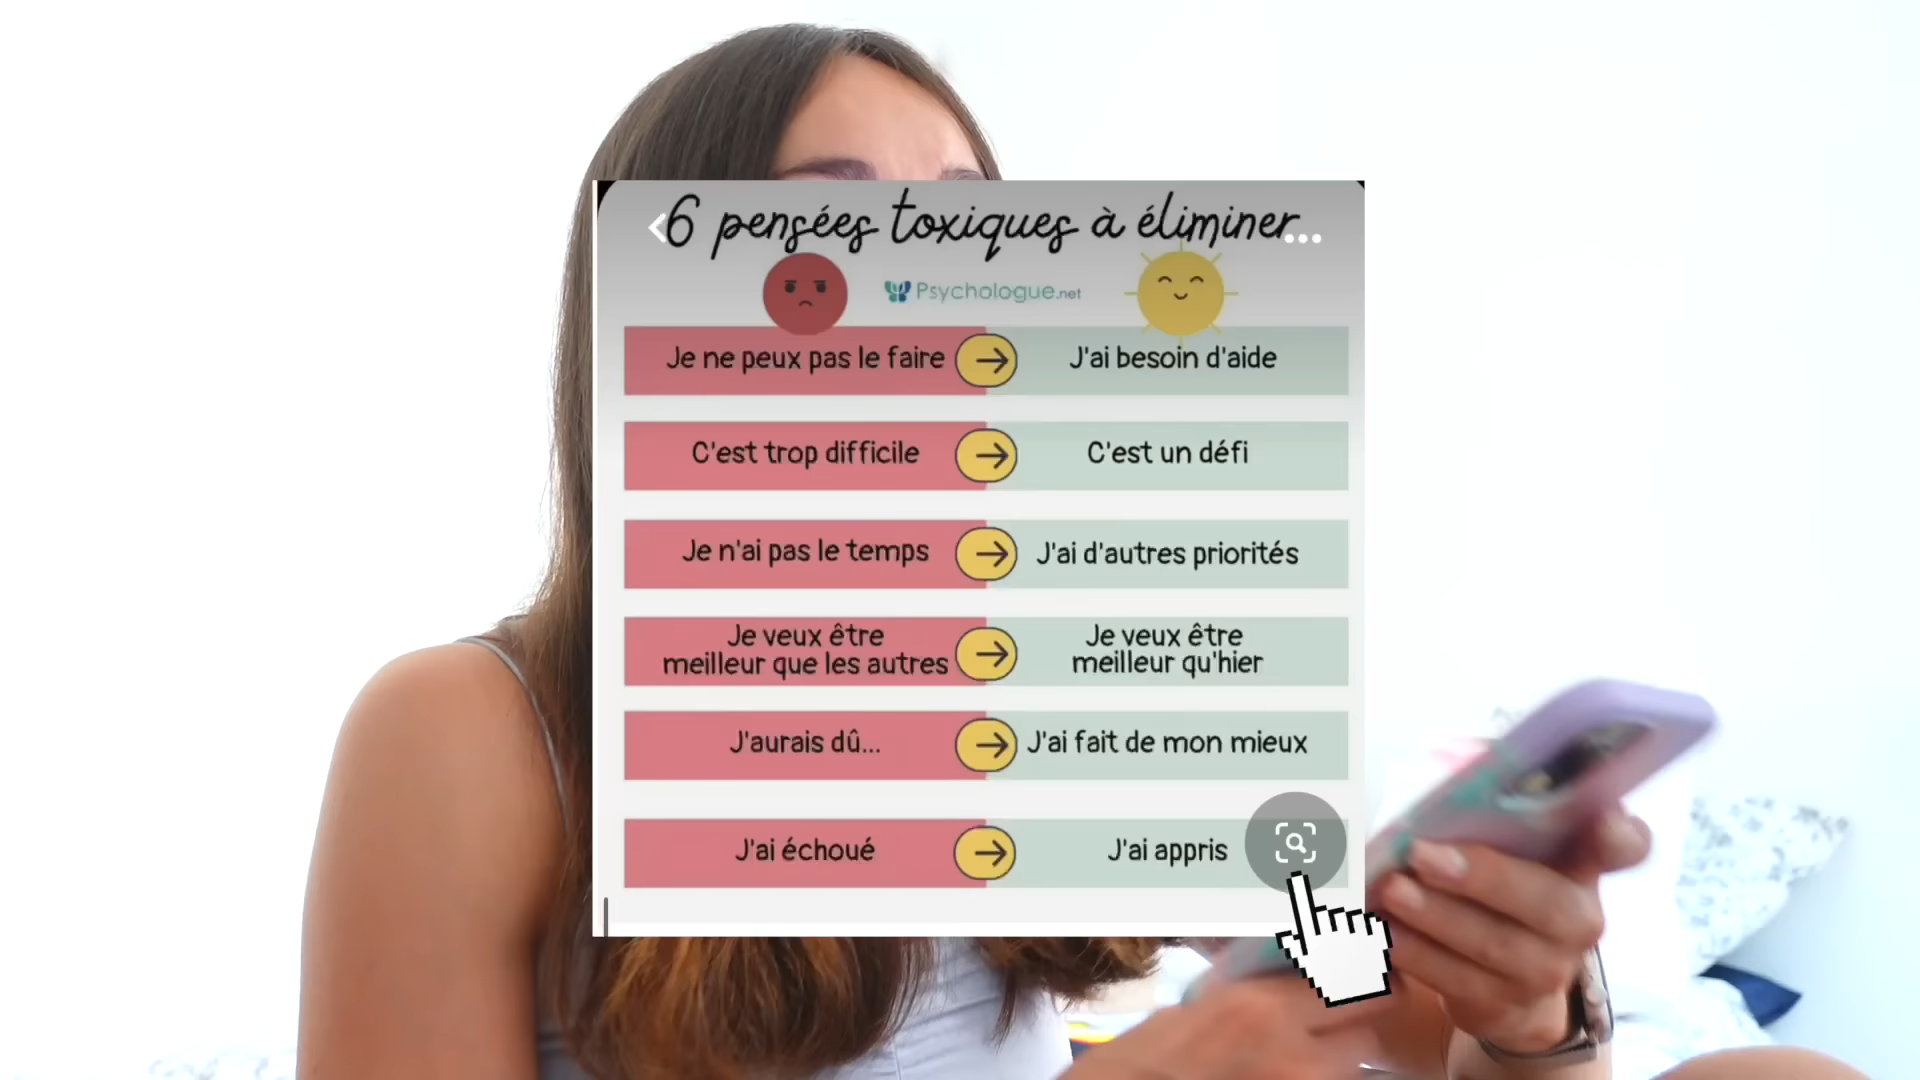 6 pensées toxiques à éliminer...
Psychologue.net
Je ne peux pas le faire
J'ai besoin d'aide
C'est trop difficile
C'est un défi
Je n'ai pas le temps
J'ai d'autres priorités
Je veux être
meilleur que les autres
Je veux être
meilleur qu'hier
J'aurais dû...
J'ai fait de mon mieux
J'ai échoué
J'ai appris